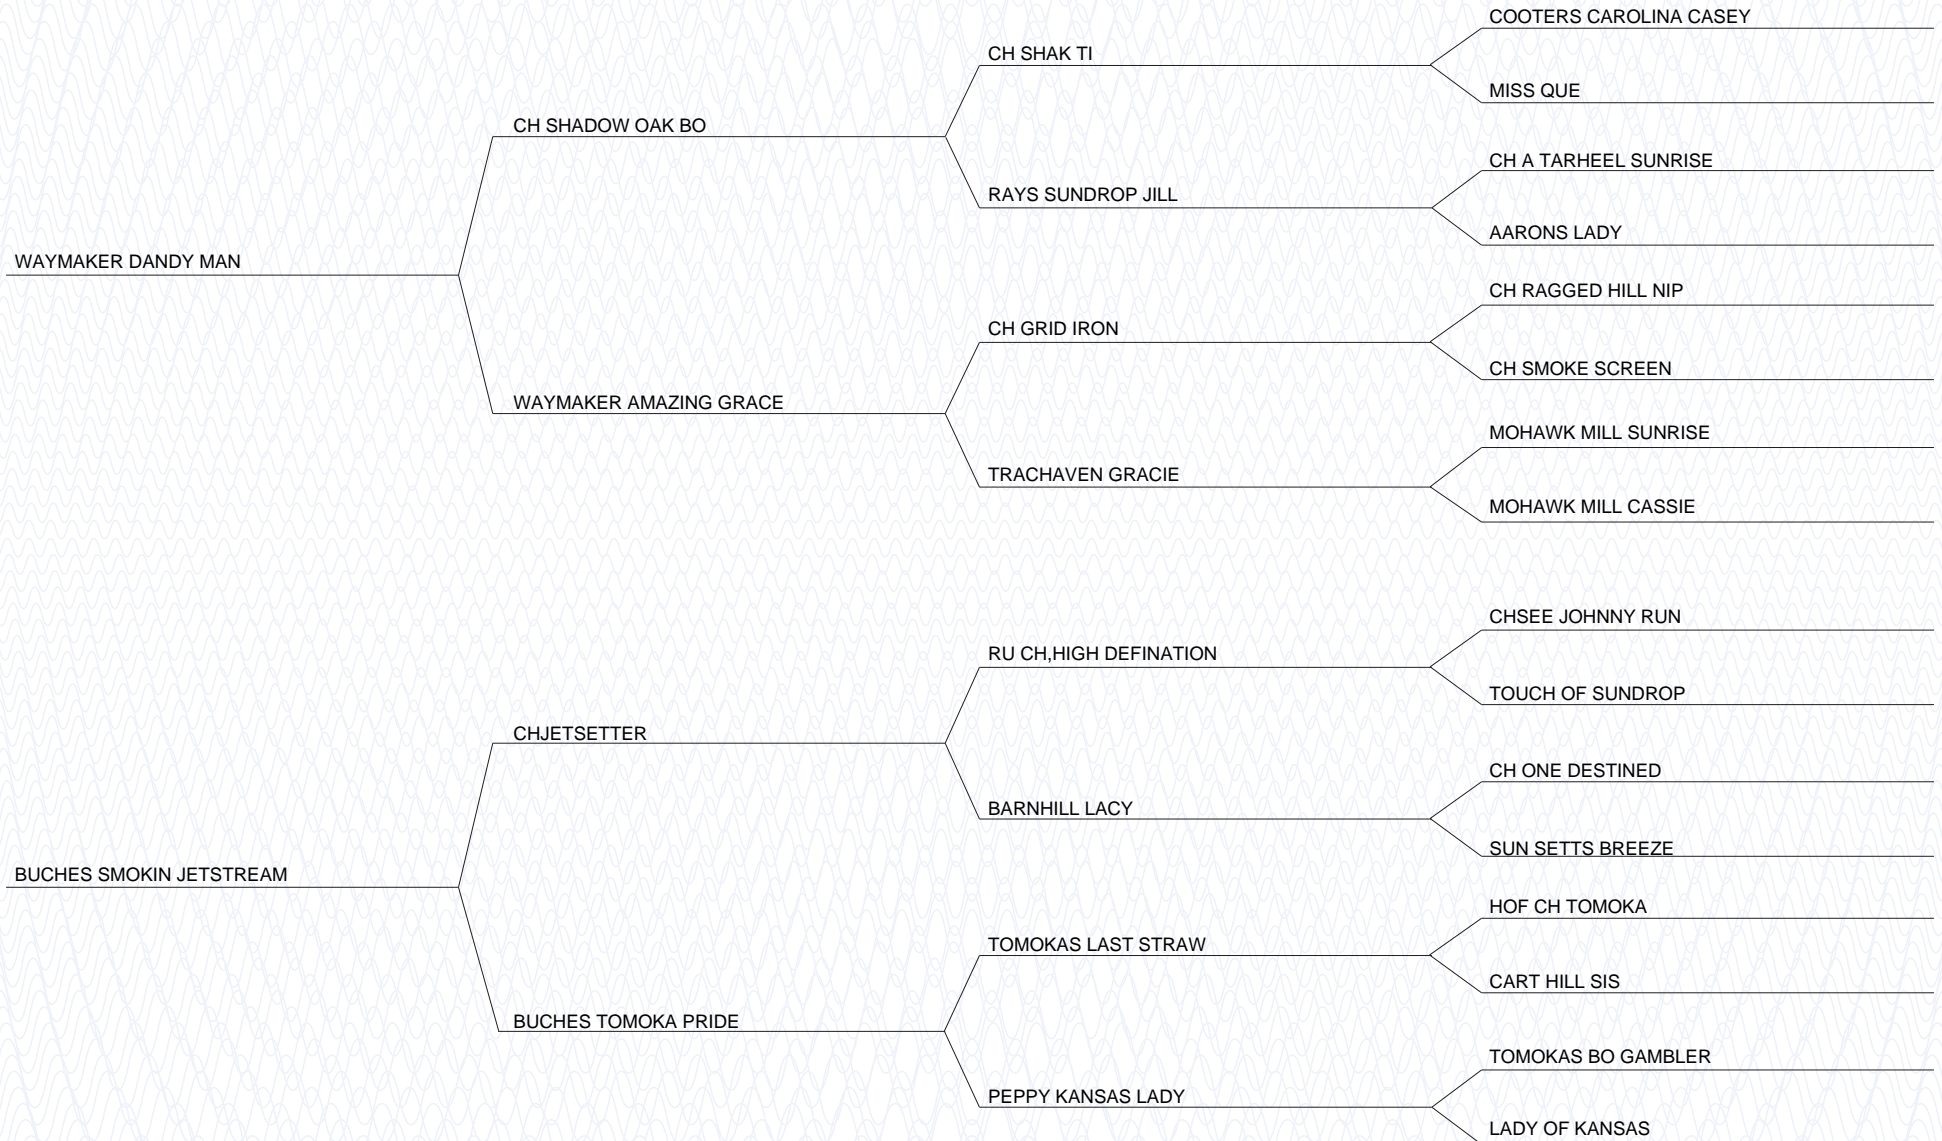 COOTERS CAROLINA CASEY
CH SHAK TI
MISS QUE
CH SHADOW OAK BO
CH A TARHEEL SUNRISE
RAYS SUNDROP JILL
AARONS LADY
WAYMAKER DANDY MAN
CH RAGGED HILL NIP
CH GRID IRON
CH SMOKE SCREEN
WAYMAKER AMAZING GRACE
MOHAWK MILL SUNRISE
TRACHAVEN GRACIE
MOHAWK MILL CASSIE
CHSEE JOHNNY RUN
RU CH,HIGH DEFINATION
TOUCH OF SUNDROP
CHJETSETTER
CH ONE DESTINED
BARNHILL LACY
SUN SETTS BREEZE
BUCHES SMOKIN JETSTREAM
HOF CH TOMOKA
TOMOKAS LAST STRAW
CART HILL SIS
BUCHES TOMOKA PRIDE
TOMOKAS BO GAMBLER
PEPPY KANSAS LADY
LADY OF KANSAS